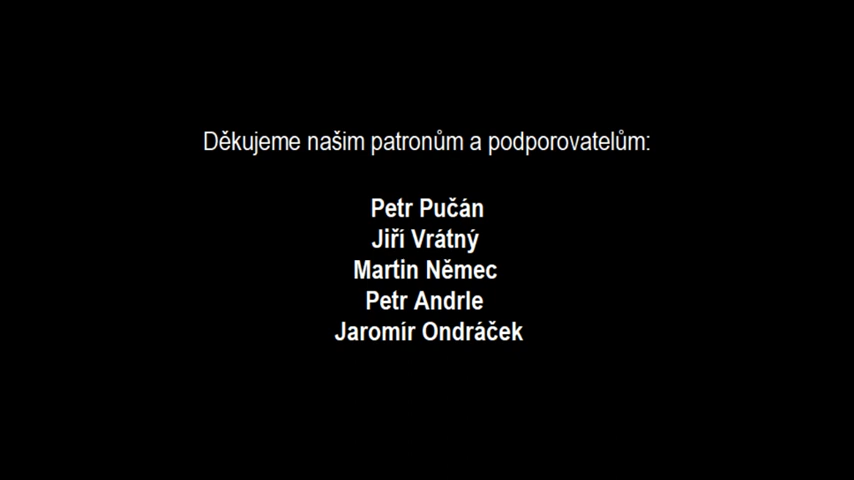 Děkujeme našim patronům a podporovatelům:
Petr Pučán
Jiří Vrátný
Martin Němec
Petr Andrle
Jaromír Ondráček